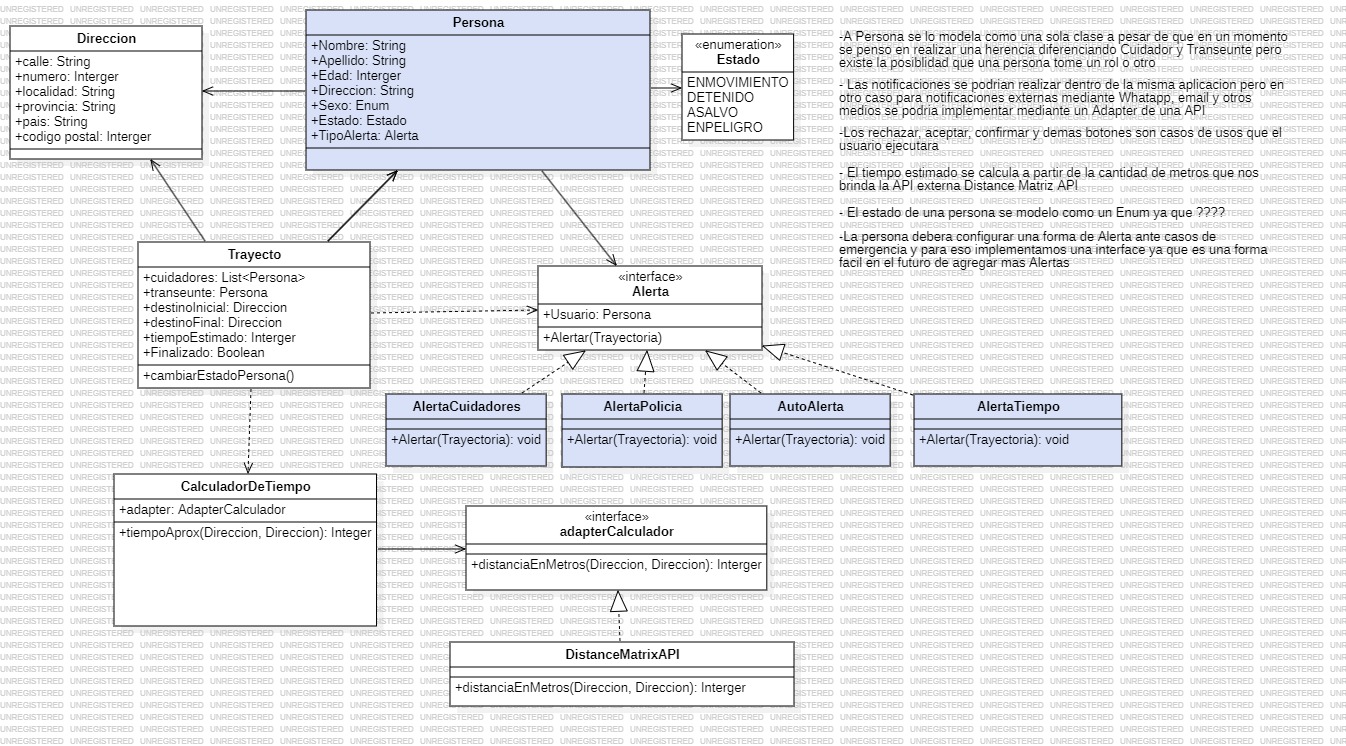 Direccion
+calle: String
+numero: Interger
+localidad: String
+provincia: String
+pais: String
+codigo postal: Interger
Persona
+Nombre: String
+Apellido: String
+Edad: Interger
+Direccion: String
+Sexo: Enum
+Estado: Estado
+TipoAlerta: Alerta
«enumeration»
Estado
ENMOVIMIENTO
DETENIDO
ASALVO
ENPELIGRO
-A Persona se lo modela como una sola clase a pesar de que en un momento
se penso en realizar una herencia diferenciando Cuidador y Transeunte pero
existe la posiblidad que una persona tome un rol o otro
- Las notificaciones se podrian realizar dentro de la misma aplicacion pero en
otro caso para notificaciones externas mediante Whatapp, email y otros
medios se podria implementar mediante un Adapter de una API
-Los rechazar, aceptar, confirmar y demas botones son casos de usos que el
usuario ejecutara
- El tiempo estimado se calcula a partir de la cantidad de metros que nos
brinda la API externa Distance Matriz API
- El estado de una persona se modelo como un Enum ya que ????
-La persona debera configurar una forma de Alerta ante casos de
emergencia y para eso implementamos una interface ya que es una forma
facil en el futuro de agregar mas Alertas
Trayecto
+cuidadores: List<Persona>
+transeunte: Persona
+destinoInicial: Direccion
+destinoFinal: Direccion
+tiempoEstimado: Interger
+Finalizado: Boolean
+cambiarEstadoPersona()
«interface»
Alerta
+Usuario: Persona
+Alertar(Trayectoria)
AlertaCuidadores
+Alertar(Trayectoria): void
AlertaPolicia
+Alertar(Trayectoria): void
AutoAlerta
+Alertar(Trayectoria): void
AlertaTiempo
+Alertar(Trayectoria): void
CalculadorDeTiempo
+adapter: AdapterCalculador
+tiempoAprox(Direccion, Direccion): Integer
«interface»
adapterCalculador
+distanciaEnMetros(Direccion, Direccion): Interger
DistanceMatrixAPI
+distanciaEnMetros(Direccion, Direccion): Interger
UNREGISTERED